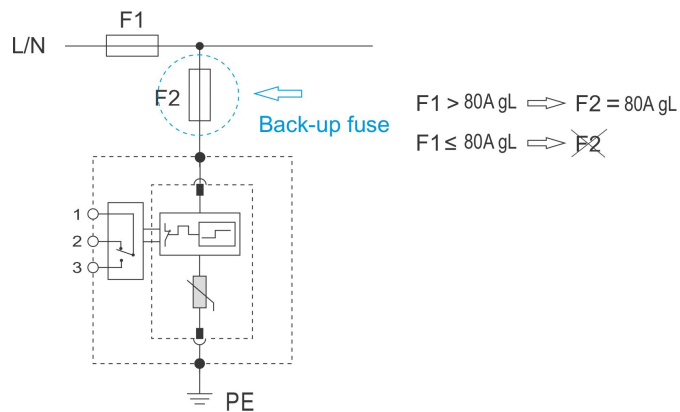 F1
L/N
F2
Back-up fuse
F1 > 80A gL ⇒ F2 = 80A gL
F1 ≤ 80A gL ⇒ F2
1
2
3
PE